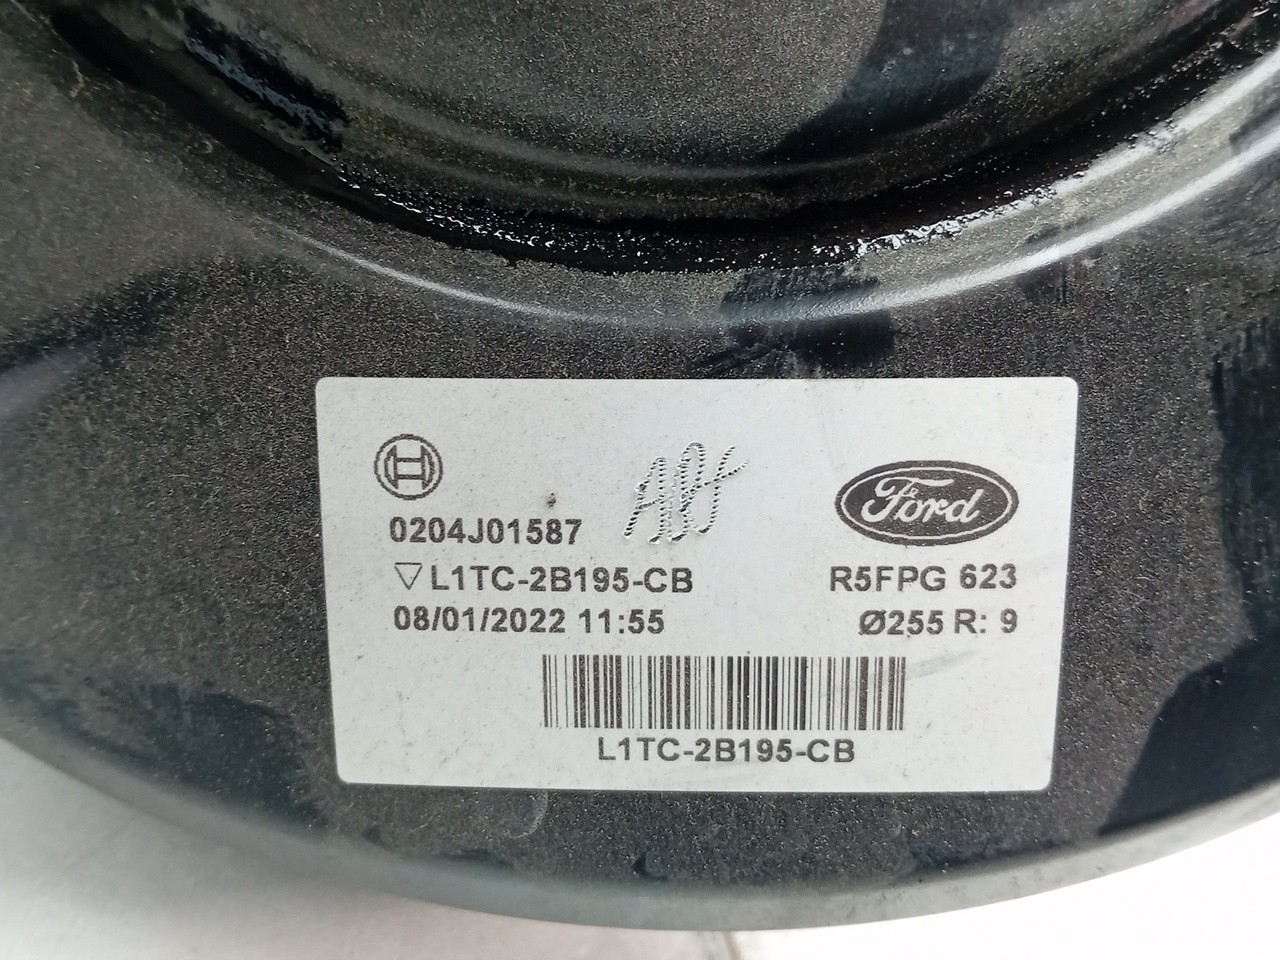 Ford
0204J01587
▽L1TC-2B195-CB
R5FPG 623
08/01/2022 11:55
Ø255 R: 9
L1TC-2B195-CB